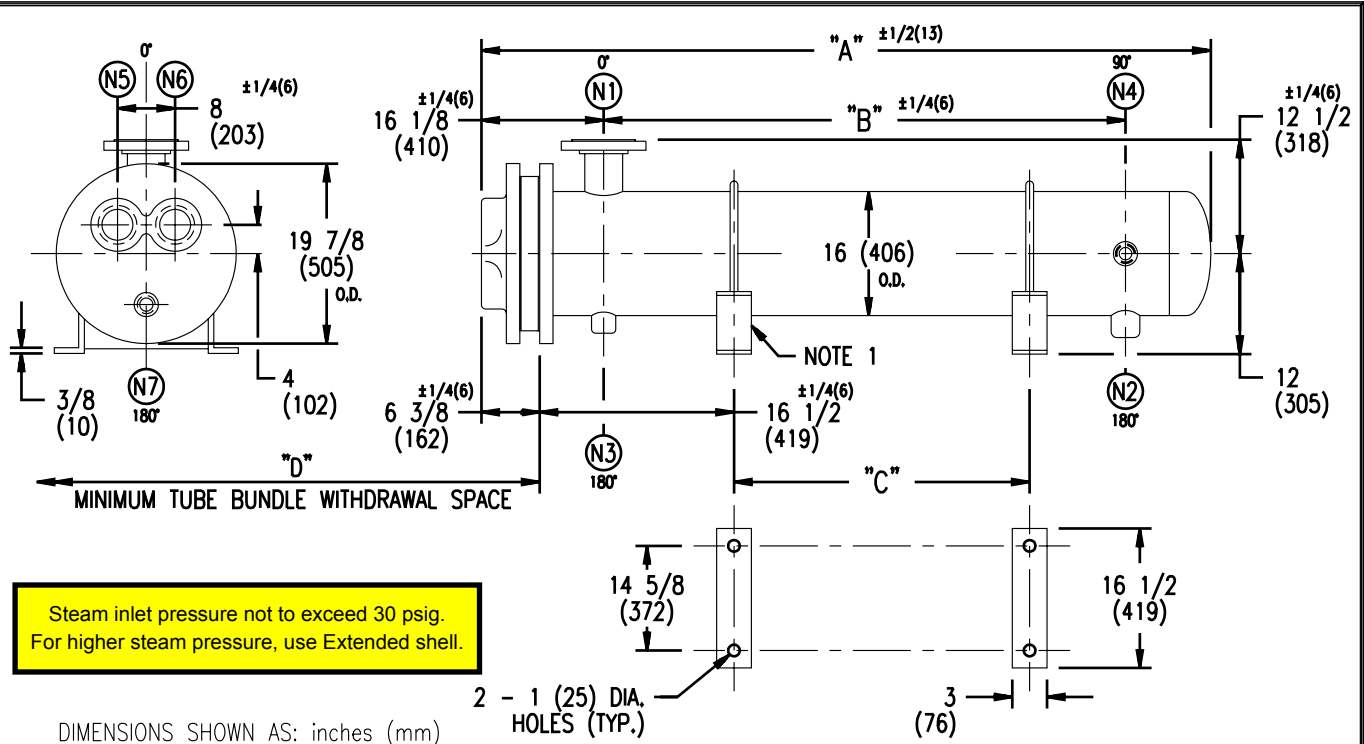 0°
N5 N6
8 ±1/4(6)
(203)
19 7/8
(505)
O.D.
4
(102)
3/8
(10)
N7
180°
"A" ±1/2(13)
0°
N1
90°
N4
±1/4(6)
16 1/8
(410)
"B" ±1/4(6)
±1/4(6)
12 1/2
(318)
16 (406)
O.D.
NOTE 1
±1/4(6)
6 3/8
(162)
±1/4(6)
16 1/2
(419)
N3
180°
N2
180°
12
(305)
"D"
MINIMUM TUBE BUNDLE WITHDRAWAL SPACE
"C"
14 5/8
(372)
16 1/2
(419)
2 - 1 (25) DIA.
HOLES (TYP.)
3
(76)
Steam inlet pressure not to exceed 30 psig.
For higher steam pressure, use Extended shell.
DIMENSIONS SHOWN AS: inches (mm)